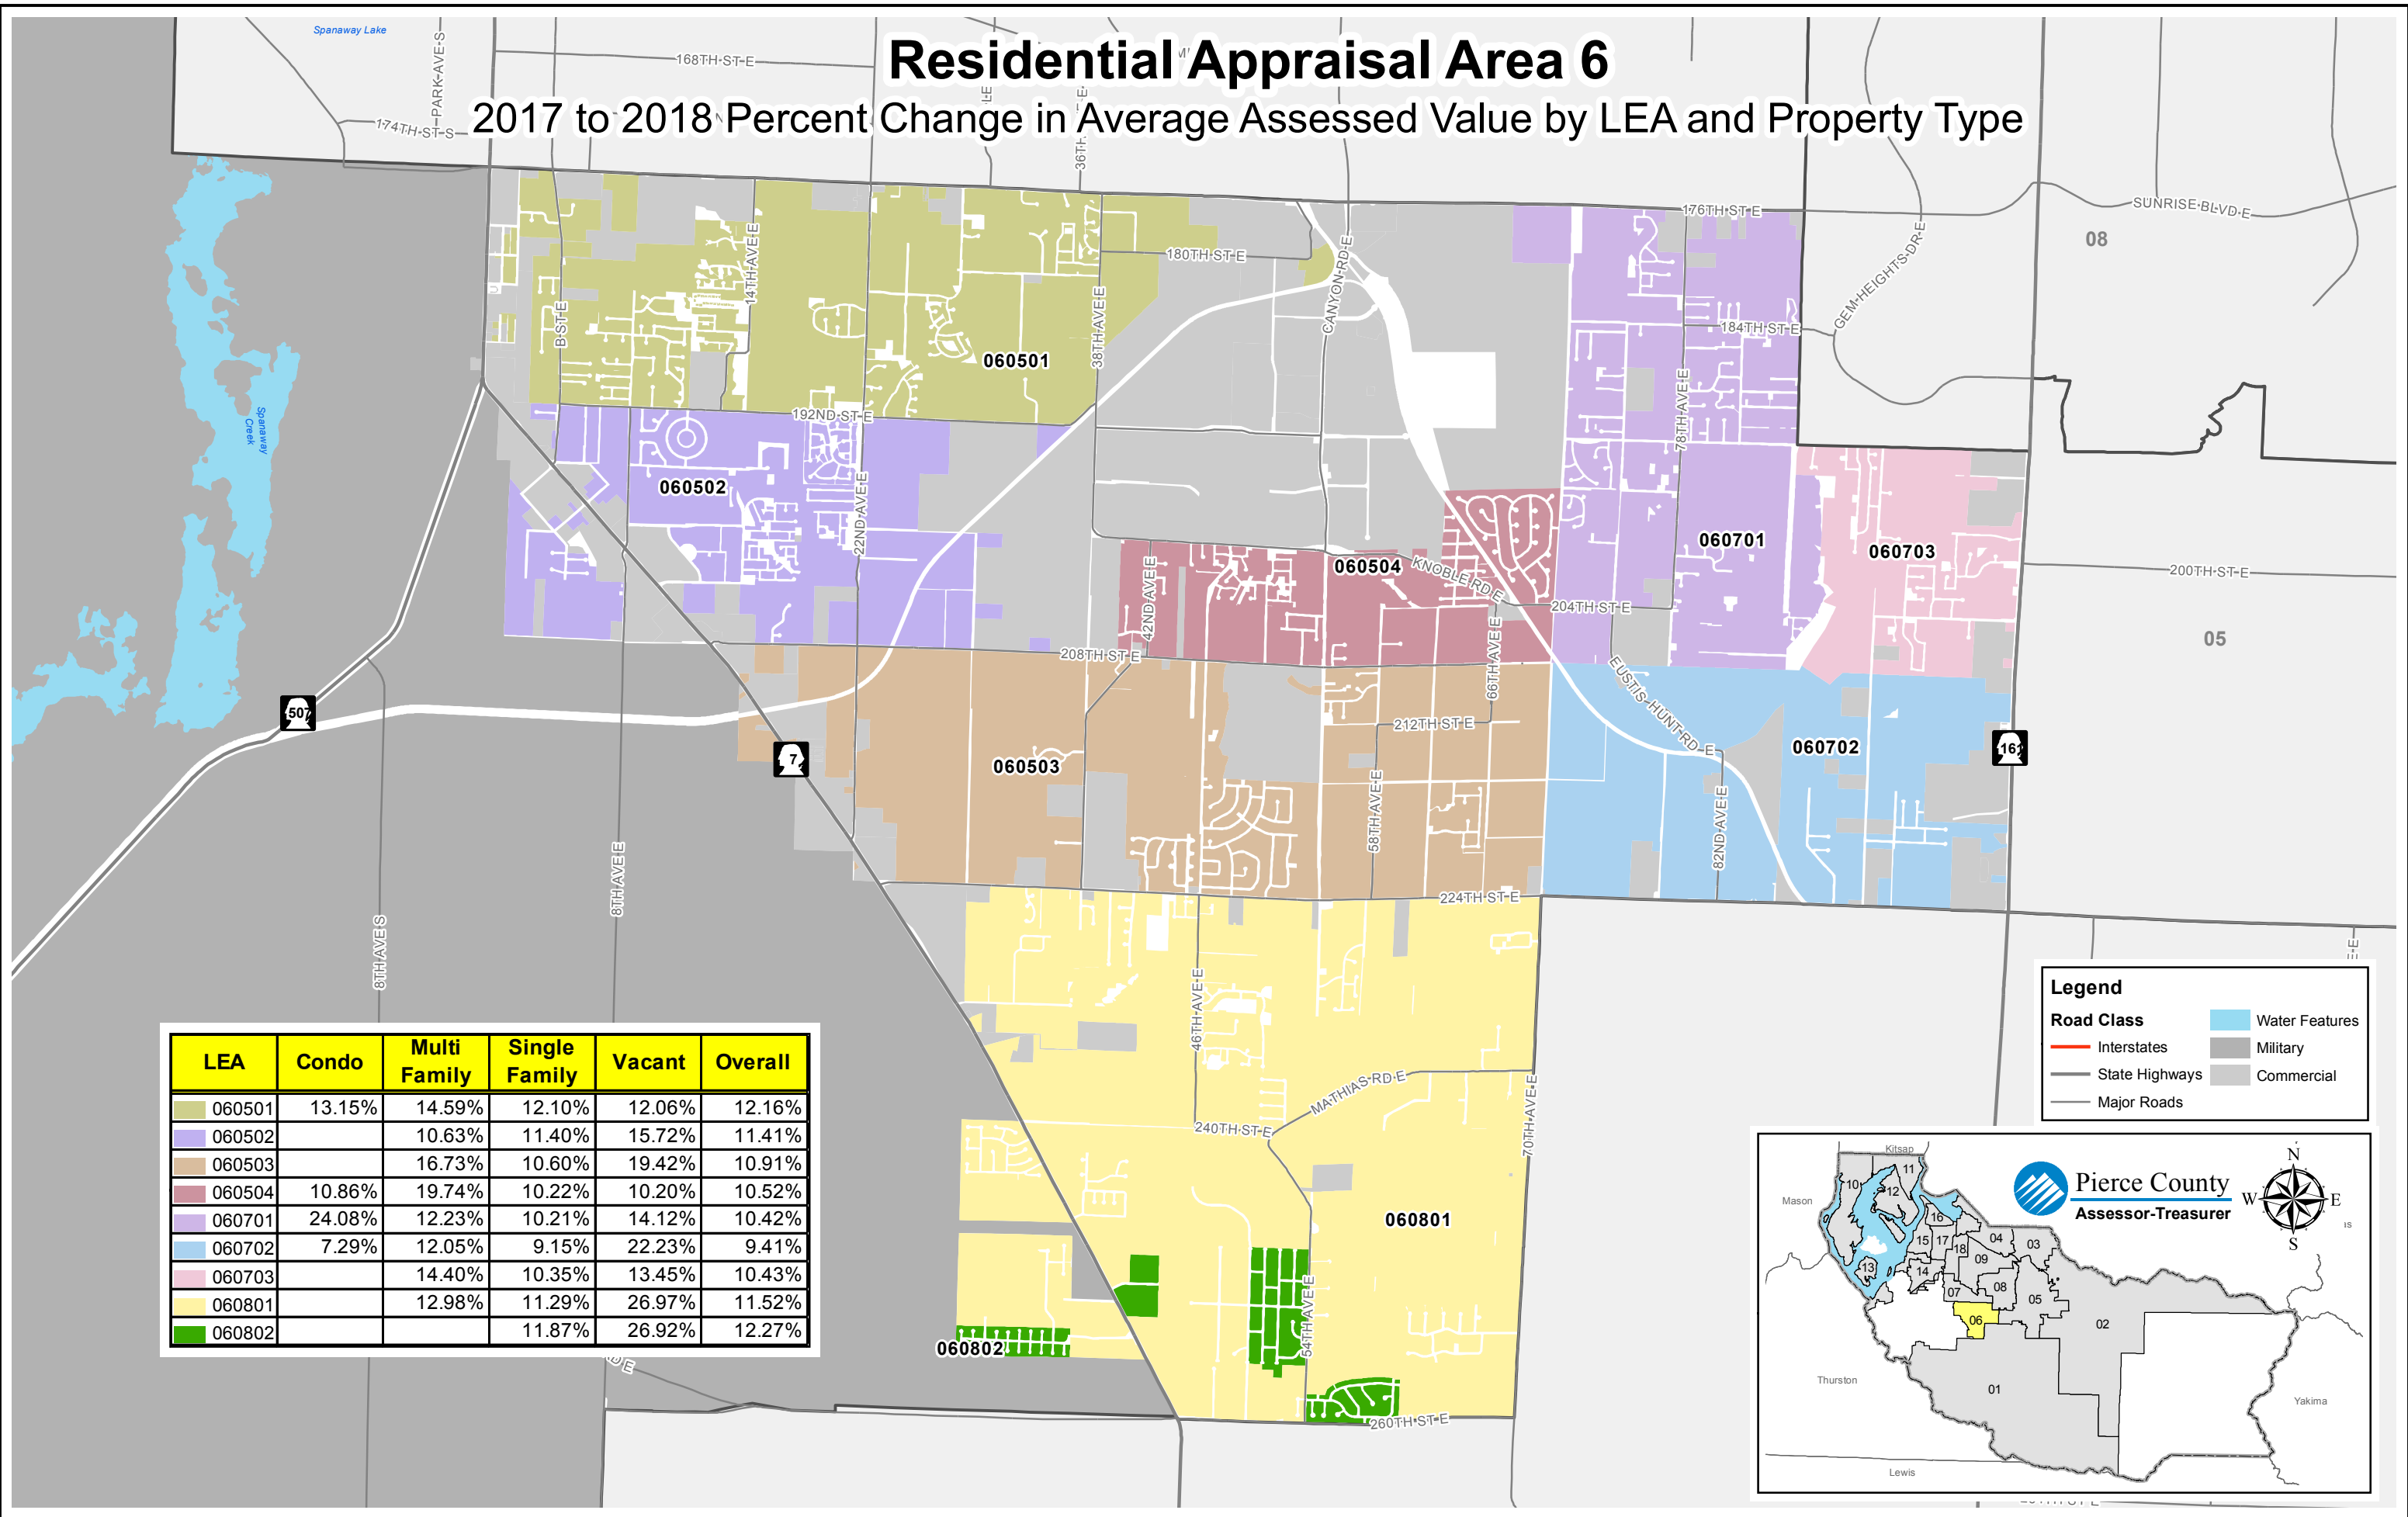 Residential Appraisal Area 6
2017 to 2018 Percent Change in Average Assessed Value by LEA and Property Type
Spanaway Lake
PARK AVE S
168TH ST E
174TH ST S
36TH
176TH ST E
SUNRISE BLVD E
08
GEM HEIGHTS DR E
180TH ST E
CANYON RD E
14TH AVE E
B ST E
38TH AVE E
184TH ST E
78TH AVE E
060501
192ND ST E
Spanaway
Creek
060502
22ND AVE E
060701
060703
060504
KNOBLE RD E
42ND AVE E
200TH ST E
204TH ST E
05
208TH ST E
66TH AVE E
EUSTIS HUNT RD E
507
212TH ST E
7
060503
060702
161
58TH AVE E
82ND AVE E
8TH AVE E
8TH AVE S
224TH ST E
46TH AVE E
MATHIAS RD E
240TH ST E
70TH AVE E
060801
54TH AVE E
060802
260TH ST E
LEA Condo Multi Family Single Family Vacant Overall
060501 13.15% 14.59% 12.10% 12.06% 12.16%
060502 10.63% 11.40% 15.72% 11.41%
060503 16.73% 10.60% 19.42% 10.91%
060504 10.86% 19.74% 10.22% 10.20% 10.52%
060701 24.08% 12.23% 10.21% 14.12% 10.42%
060702 7.29% 12.05% 9.15% 22.23% 9.41%
060703 14.40% 10.35% 13.45% 10.43%
060801 12.98% 11.29% 26.97% 11.52%
060802 11.87% 26.92% 12.27%
Legend
Road Class
Interstates
State Highways
Major Roads
Water Features
Military
Commercial
Pierce County
Assessor-Treasurer
N
W E
S
Kitsap
Mason
Thurston
Lewis
Yakima
11
10
12
16
15
17
18
04
03
09
13
14
08
07
05
06
02
01